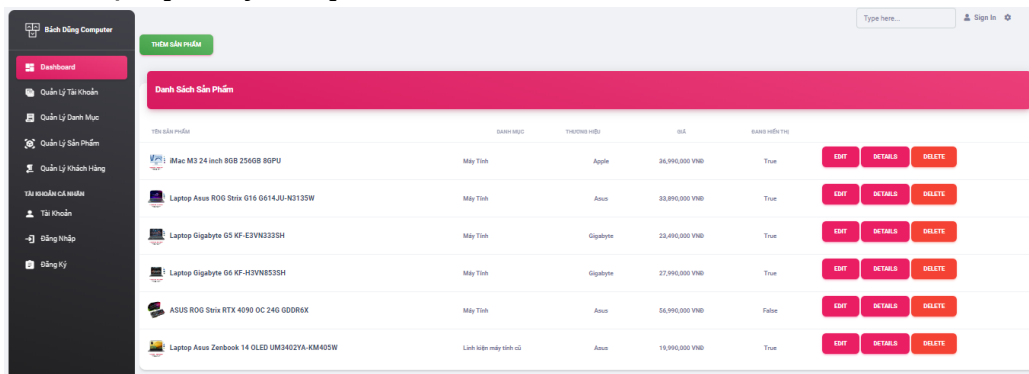 Type here...
Sign In
Bách Dũng Computer
THÊM SẢN PHẨM
Dashboard
Quản Lý Tài Khoản
Quản Lý Danh Mục
Quản Lý Sản Phẩm
Quản Lý Khách Hàng
TÀI KHOẢN CÁ NHÂN
Tài Khoản
Đăng Nhập
Đăng Ký
Danh Sách Sản Phẩm
TÊN SẢN PHẨM DANH MỤC THƯƠNG HIỆU GIÁ ĐANG HIỂN THỊ
iMac M3 24 inch 8GB 256GB 8GPU Máy Tính Apple 36,990,000 VNĐ True EDIT DETAILS DELETE
Laptop Asus ROG Strix G16 G614JU-N3135W Máy Tính Asus 33,890,000 VNĐ True EDIT DETAILS DELETE
Laptop Gigabyte G5 KF-E3VN333SH Máy Tính Gigabyte 23,490,000 VNĐ True EDIT DETAILS DELETE
Laptop Gigabyte G6 KF-H3VN853SH Máy Tính Gigabyte 27,990,000 VNĐ True EDIT DETAILS DELETE
ASUS ROG Strix RTX 4090 OC 24G GDDR6X Máy Tính Asus 56,990,000 VNĐ False EDIT DETAILS DELETE
Laptop Asus Zenbook 14 OLED UM3402YA-KM405W Linh kiện máy tính cũ Asus 19,990,000 VNĐ True EDIT DETAILS DELETE